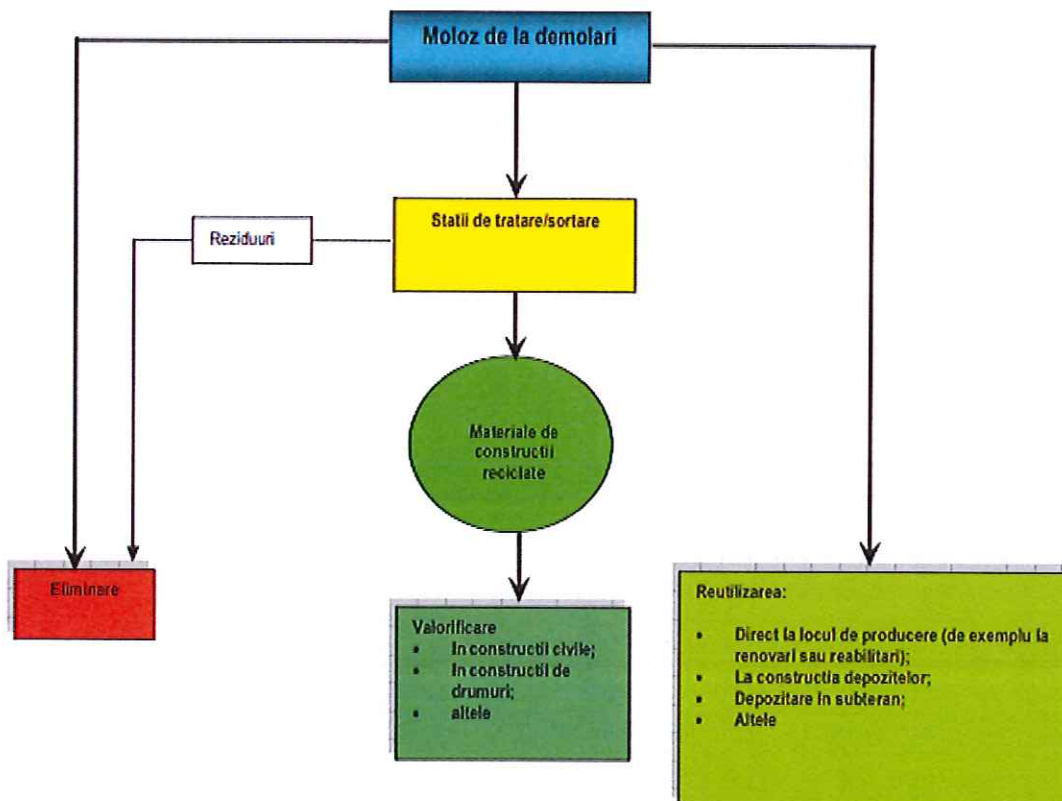 Moloz de la demolari
Statii de tratare/sortare
Reziduuri
Materiale de
constructii
reciclate
Eliminare
Valorificare
• In constructii civile;
• In constructii de
drumuri;
• altele
Reutilizarea:
• Direct la locul de producere (de exemplu la
renovari sau reabilitari);
• La constructia depozitelor;
• Depozitare in subteran;
• Altele